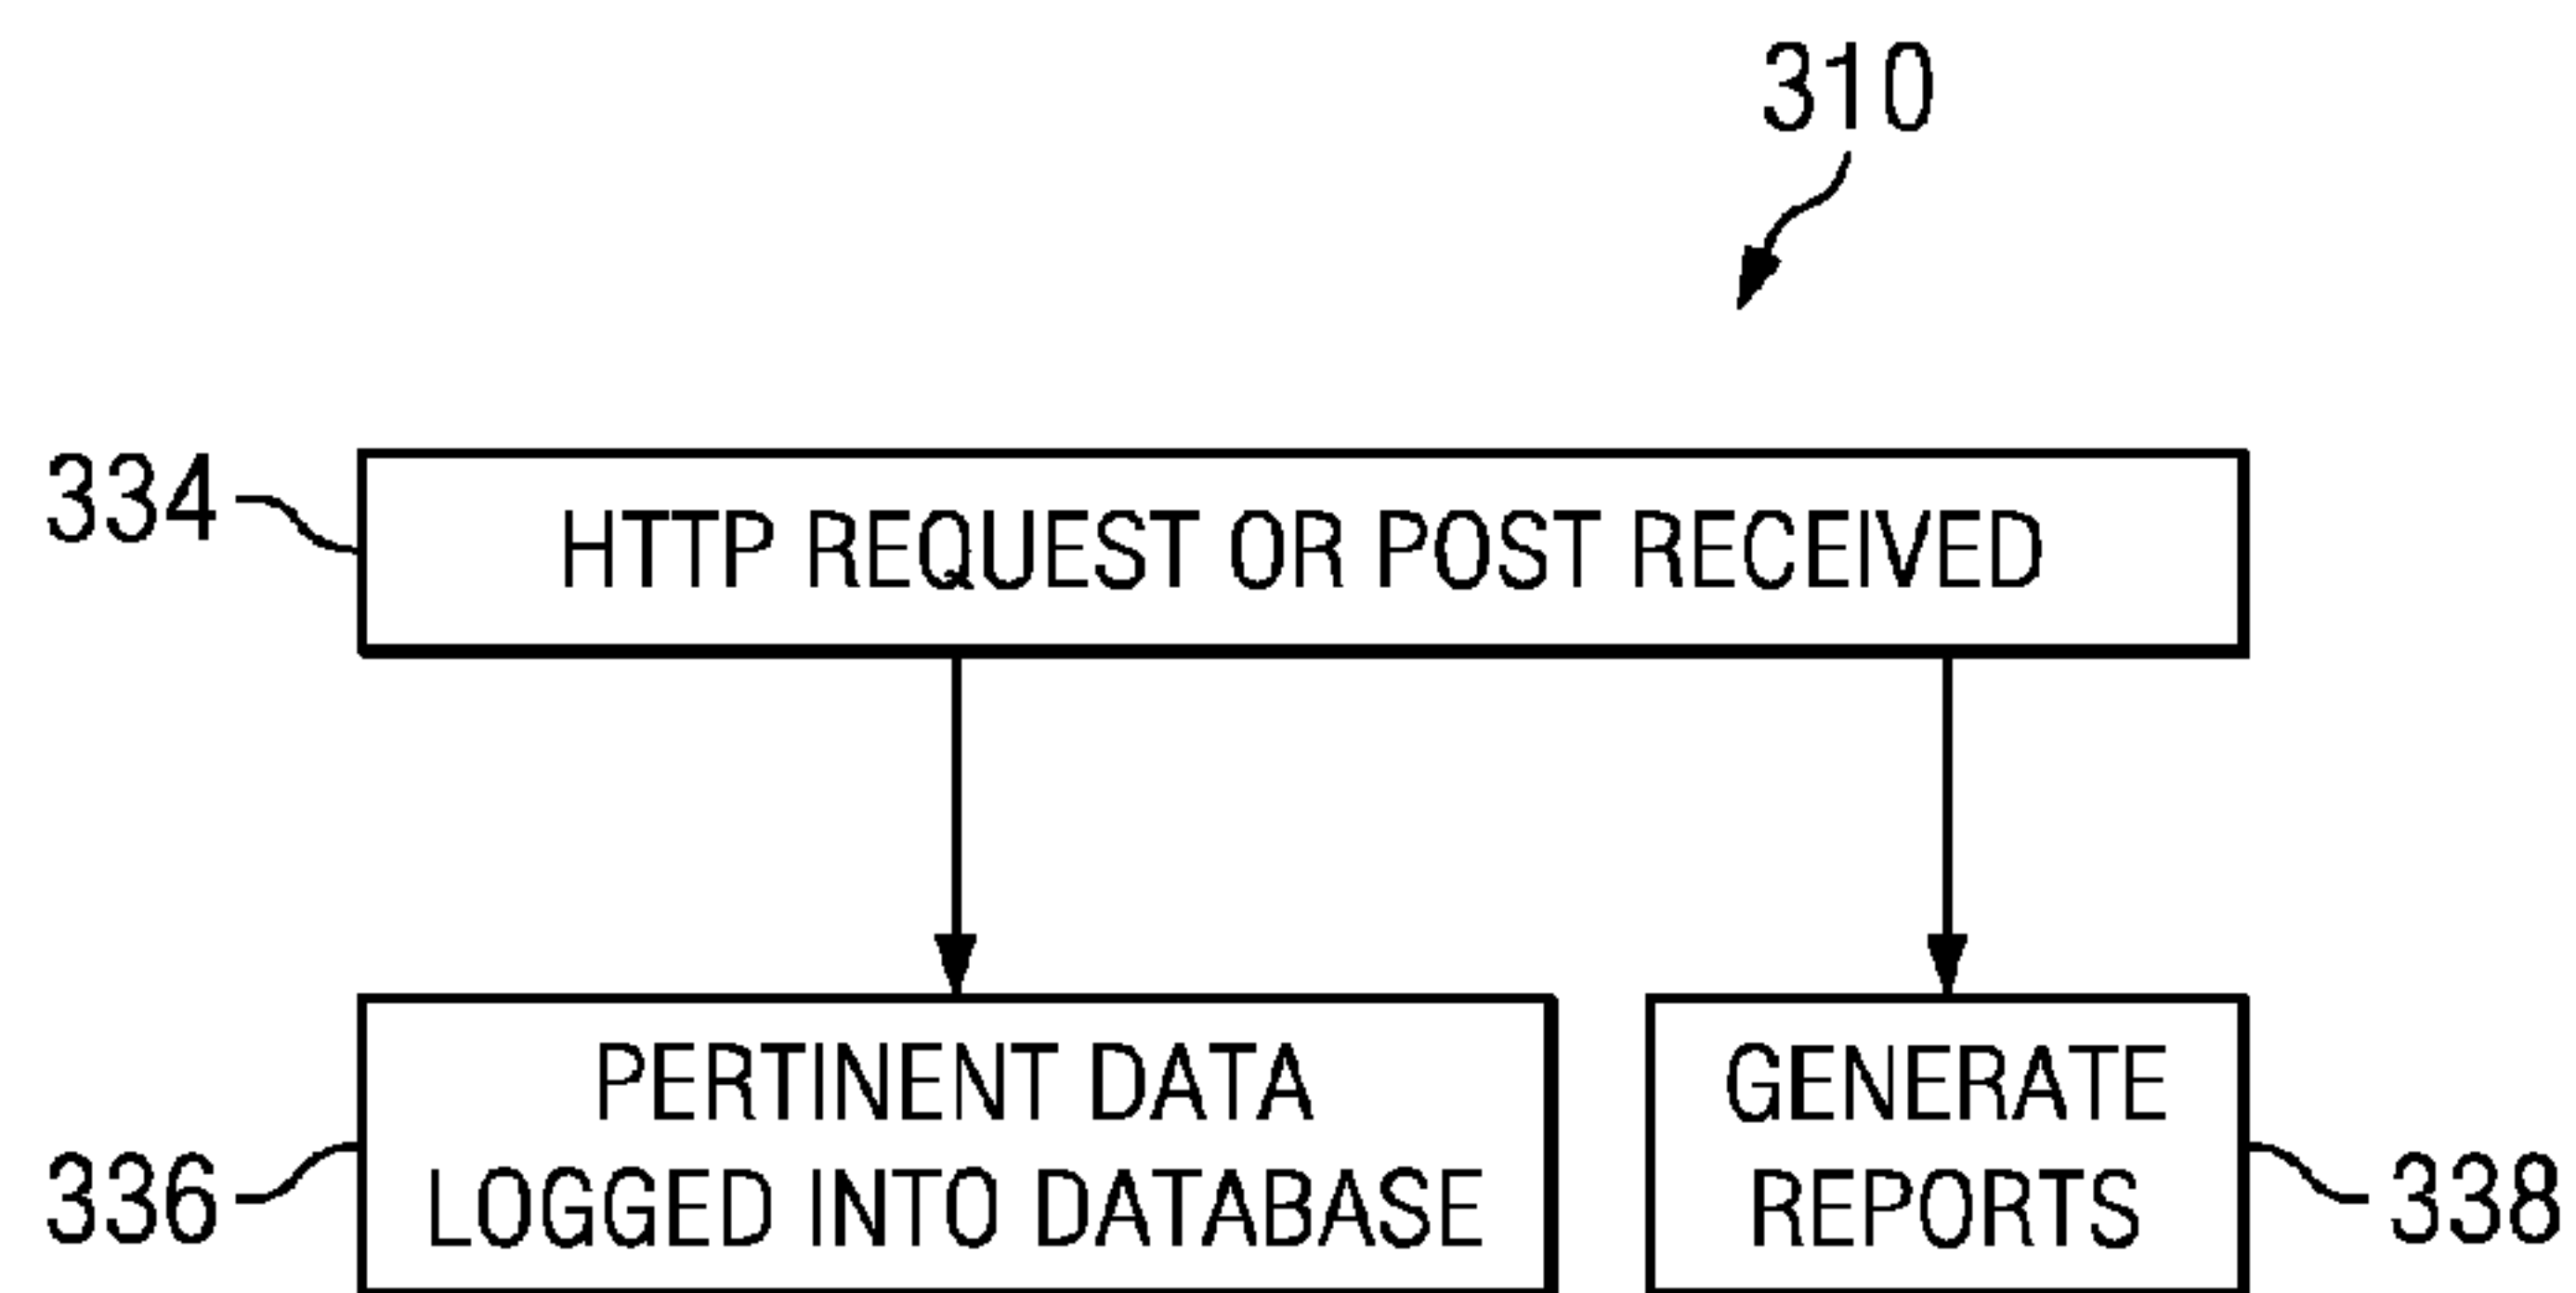 310
334
HTTP REQUEST OR POST RECEIVED
336
PERTINENT DATA
LOGGED INTO DATABASE
GENERATE
REPORTS
338